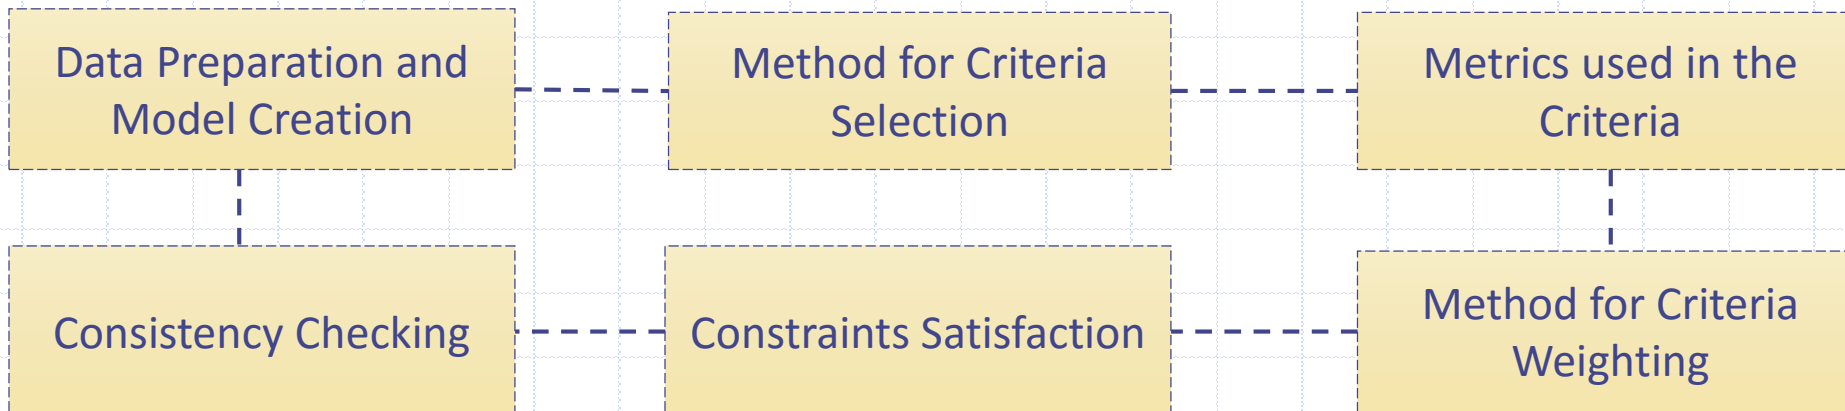 Data Preparation and
Model Creation
Method for Criteria
Selection
Metrics used in the
Criteria
Consistency Checking
Constraints Satisfaction
Method for Criteria
Weighting